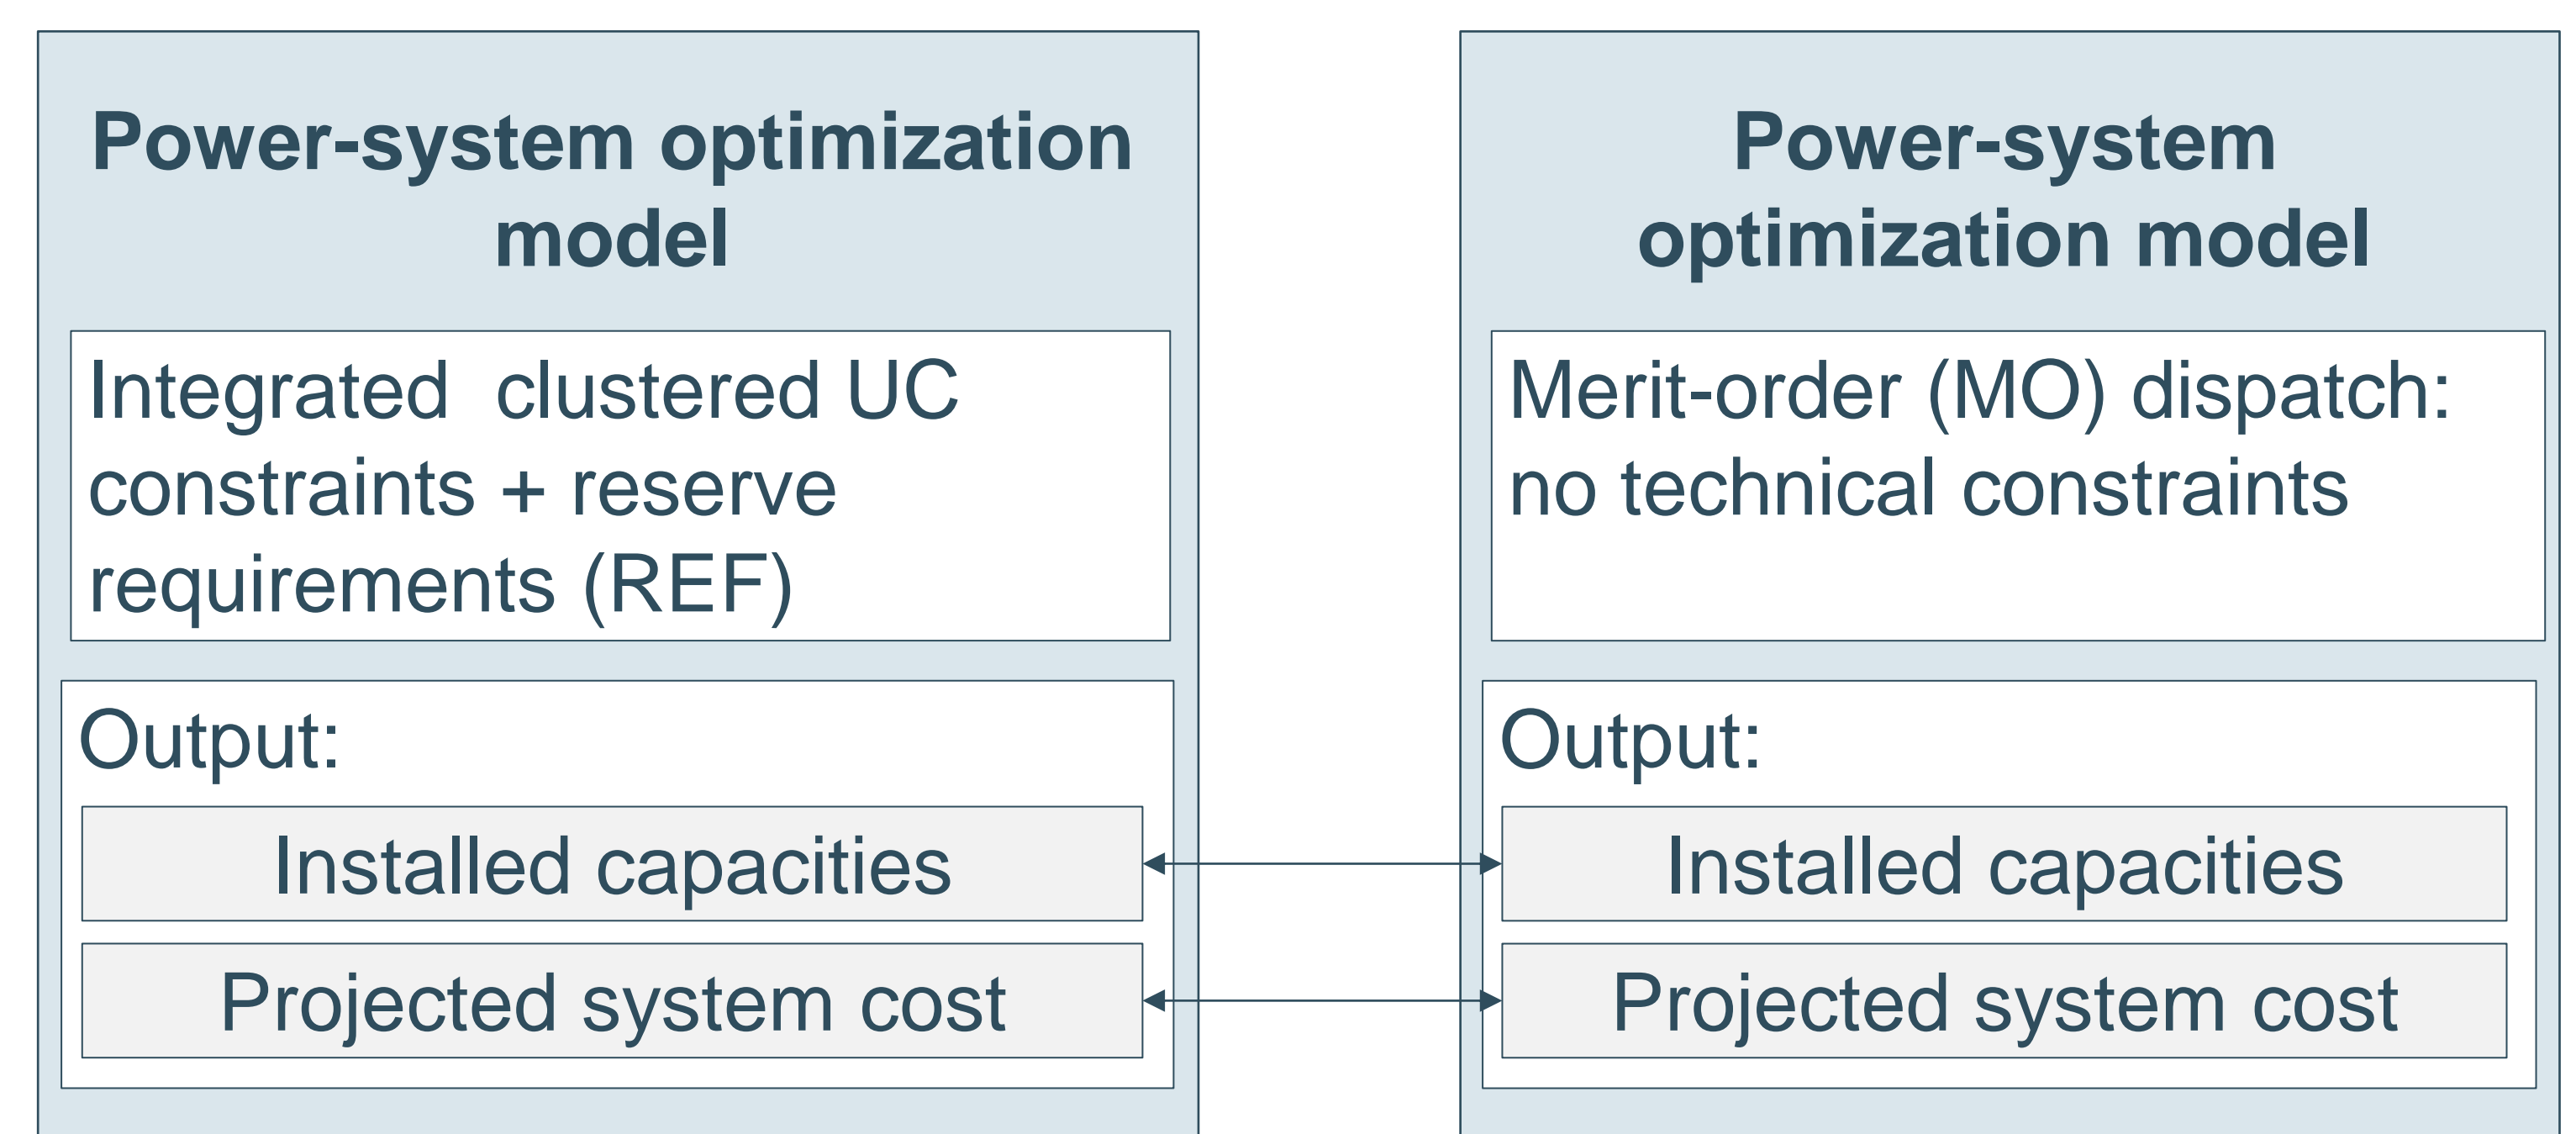 Power-system optimization
model
Integrated  clustered UC
constraints + reserve
requirements (REF)
Output:
Installed capacities
Projected system cost
Power-system
optimization model
Merit-order (MO) dispatch:
no technical constraints
Output:
Installed capacities
Projected system cost